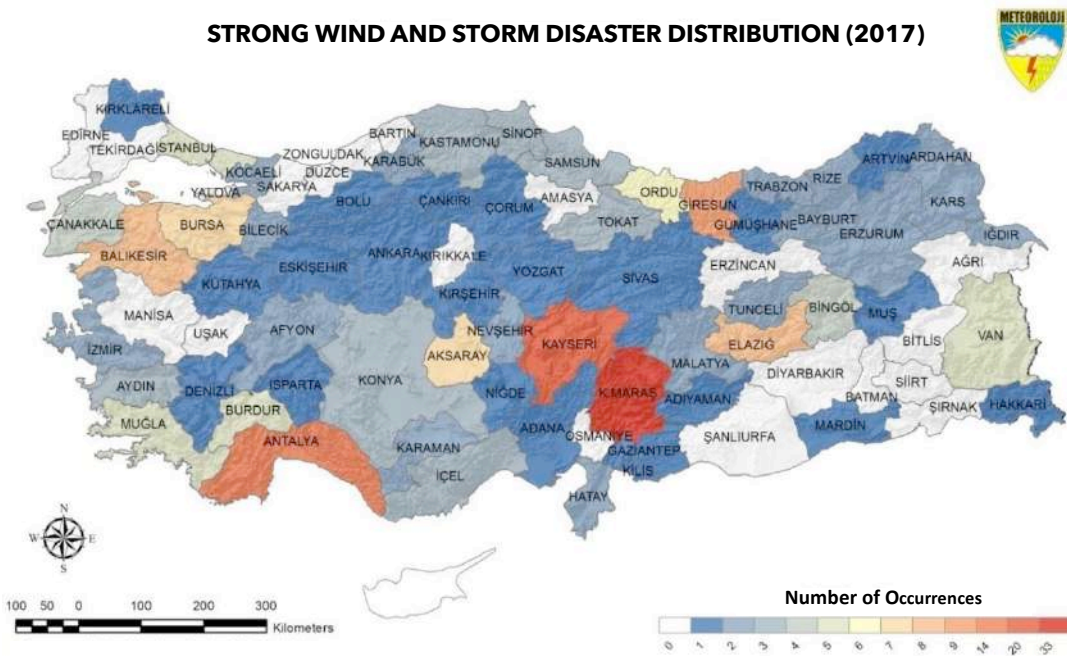 STRONG WIND AND STORM DISASTER DISTRIBUTION (2017)
METEOROLOJİ
KIRKLARELİ
EDİRNE
TEKİRDAĞ
İSTANBUL
KOCAELİ
YALOVA
SAKARYA
DÜZCE
ZONGULDAK
BARTIN
KARABÜK
KASTAMONU
SİNOP
SAMSUN
AMASYA
TOKAT
ORDU
GİRESUN
TRABZON
RİZE
ARTVİN
ARDAHAN
KARS
GÜMÜŞHANE
BAYBURT
ERZURUM
IĞDIR
AĞRI
ÇANAKKALE
BALIKESİR
BURSA
BİLECİK
BOLU
ÇANKIRI
ÇORUM
ANKARA
KIRIKKALE
ESKİŞEHİR
KÜTAHYA
YOZGAT
SİVAS
ERZİNCAN
TUNCELİ
BİNGÖL
MUŞ
BİTLİS
VAN
MANİSA
UŞAK
AFYON
KIRŞEHİR
NEVŞEHİR
AKSARAY
KAYSERİ
MALATYA
ELAZIĞ
DİYARBAKIR
BATMAN
SİİRT
ŞIRNAK
HAKKARİ
İZMİR
AYDIN
DENİZLİ
ISPARTA
BURDUR
KONYA
NİĞDE
K.MARAŞ
ADIYAMAN
MARDİN
MUĞLA
ANTALYA
KARAMAN
İÇEL
ADANA
OSMANİYE
GAZİANTEP
KİLİS
ŞANLIURFA
HATAY
N
W E
S
100 50 0 100 200 300
Kilometers
Number of Occurrences
0 1 2 3 4 5 6 7 8 9 14 20 33